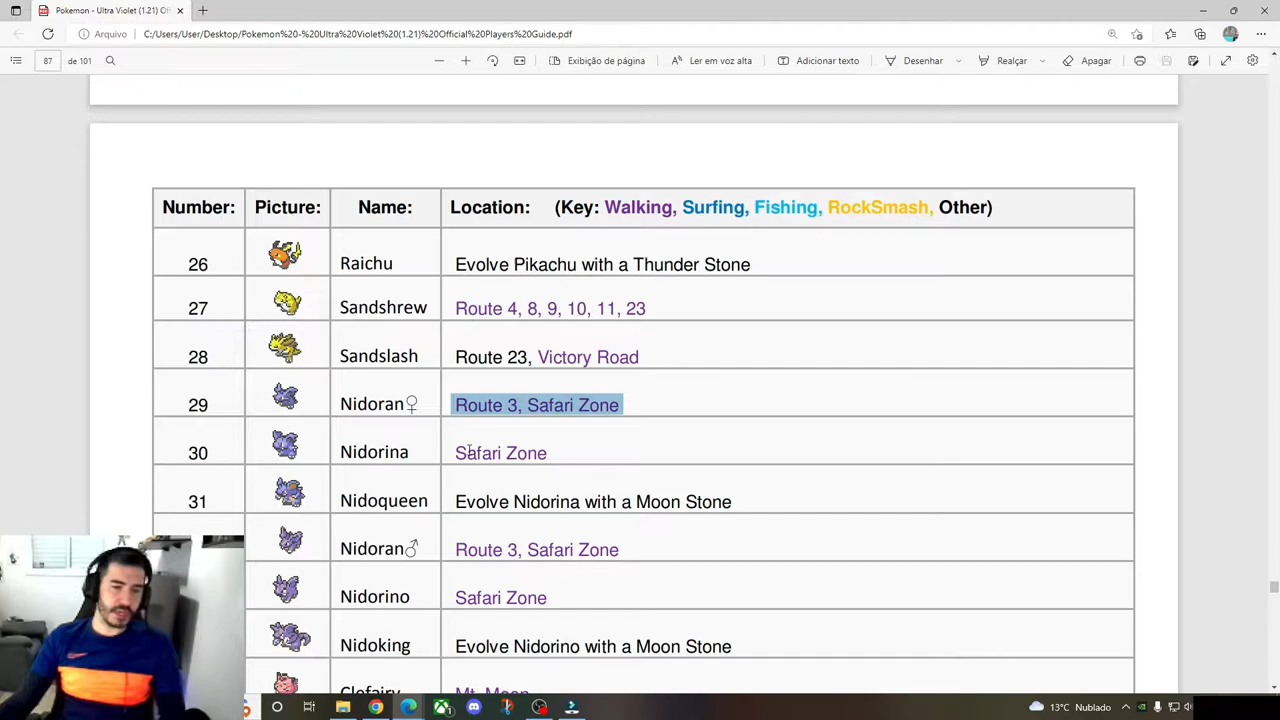 Pokemon - Ultra Violet (1.21) O
Arquivo C:/Users/User/Desktop/Pokemon%20-%20Ultra%20Violet%20(1.21)%20Official%20Players%20Guide.pdf
87 de 101 Exibição de página Ler em voz alta Adicionar texto Desenhar Realçar Apagar
Number: Picture: Name: Location: (Key: Walking, Surfing, Fishing, RockSmash, Other)
26 Raichu Evolve Pikachu with a Thunder Stone
27 Sandshrew Route 4, 8, 9, 10, 11, 23
28 Sandslash Route 23, Victory Road
29 Nidoran♀ Route 3, Safari Zone
30 Nidorina Safari Zone
31 Nidoqueen Evolve Nidorina with a Moon Stone
Nidoran♂ Route 3, Safari Zone
Nidorino Safari Zone
Nidoking Evolve Nidorino with a Moon Stone
Clefairy Mt. Moon
13°C Nublado